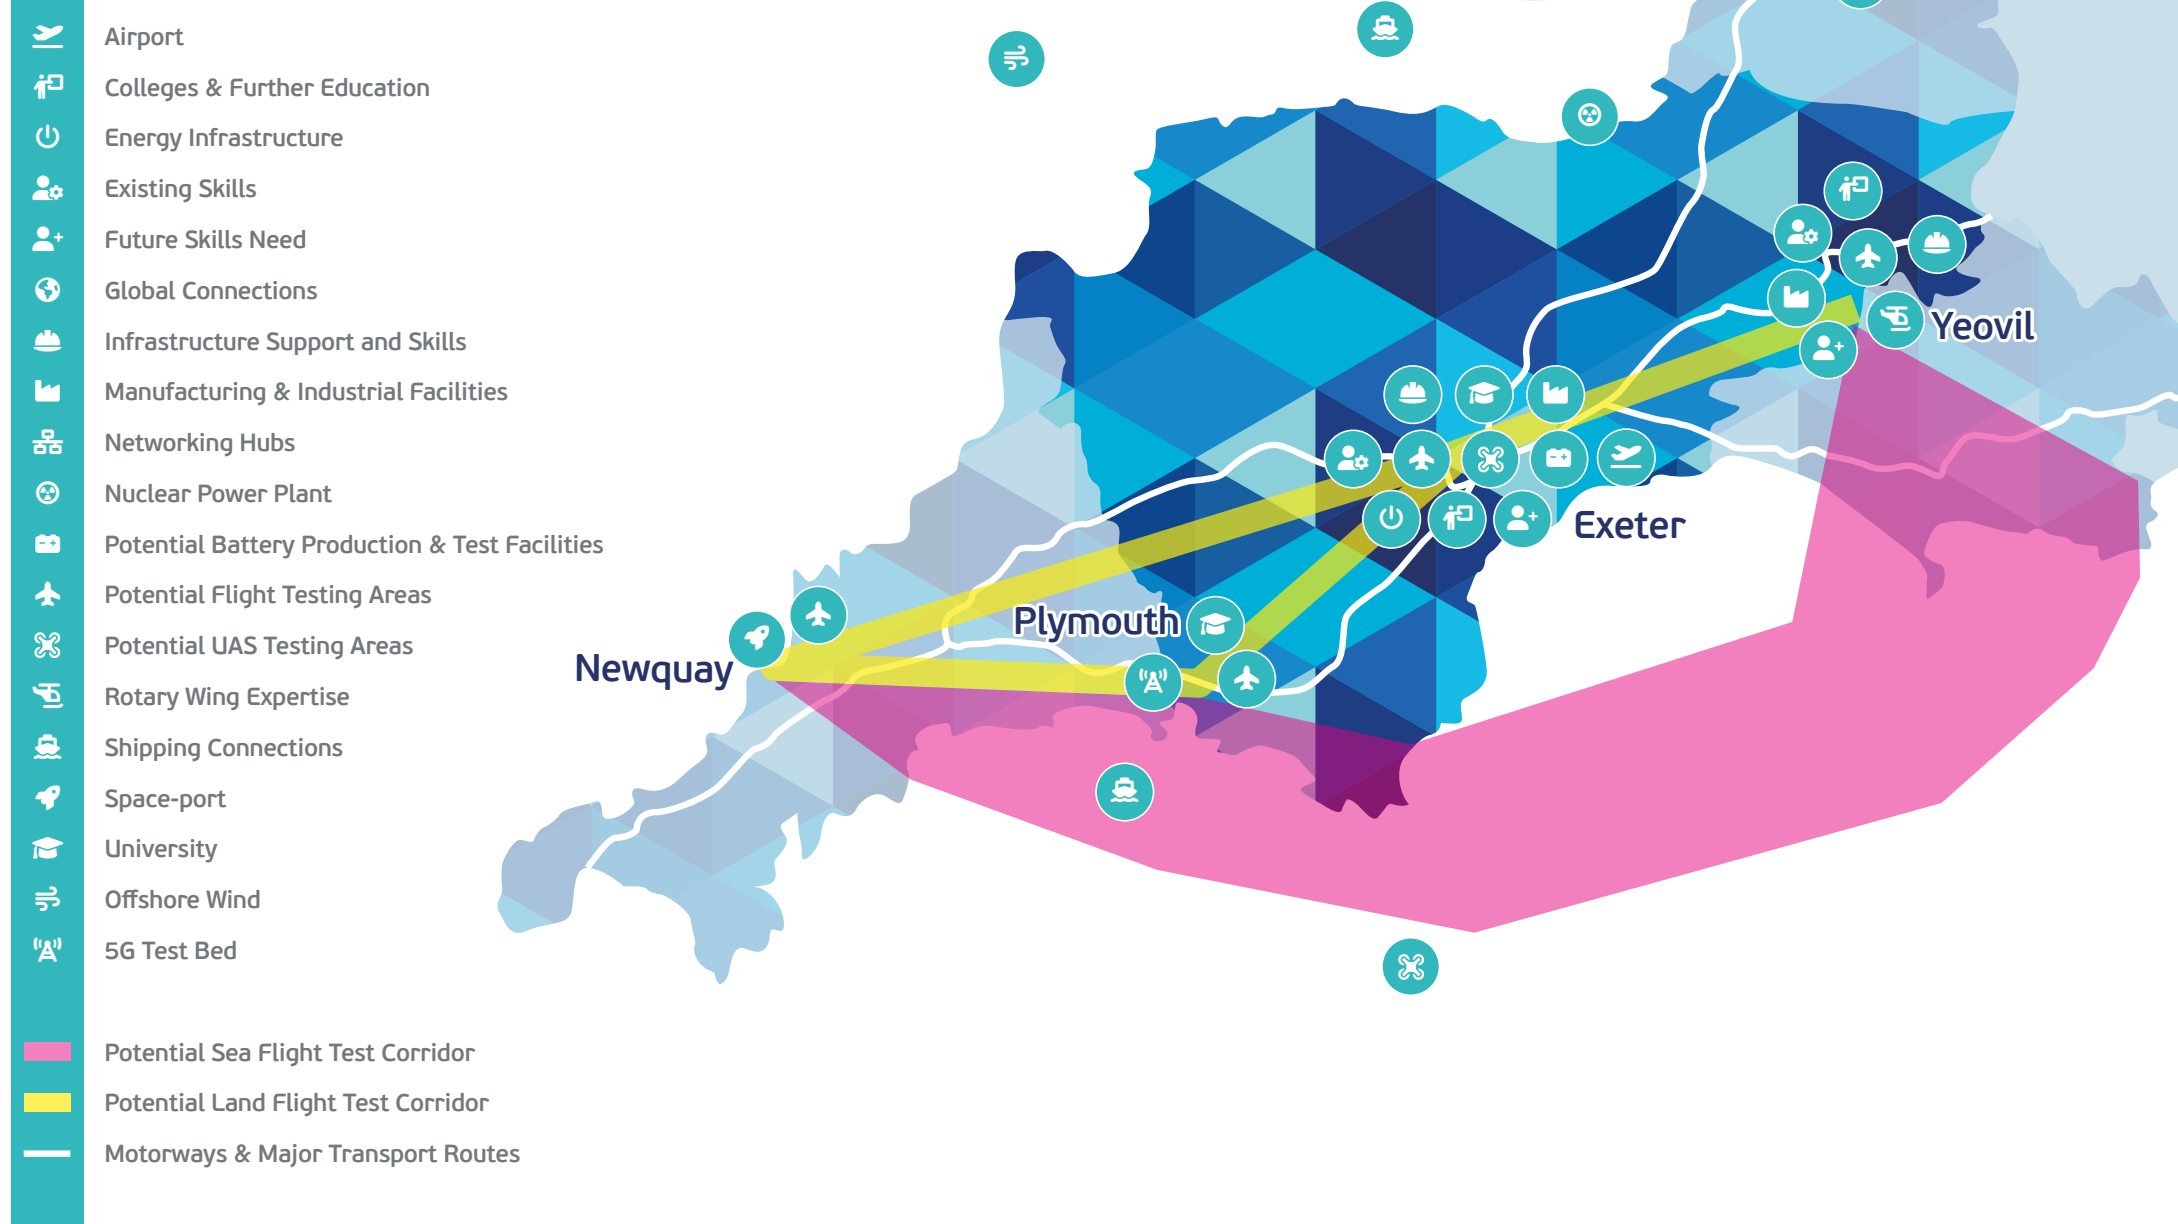 Airport
Colleges & Further Education
Energy Infrastructure
Existing Skills
Future Skills Need
Global Connections
Infrastructure Support and Skills
Manufacturing & Industrial Facilities
Networking Hubs
Nuclear Power Plant
Potential Battery Production & Test Facilities
Potential Flight Testing Areas
Potential UAS Testing Areas
Rotary Wing Expertise
Shipping Connections
Space-port
University
Offshore Wind
5G Test Bed
Potential Sea Flight Test Corridor
Potential Land Flight Test Corridor
Motorways & Major Transport Routes
Yeovil
Exeter
Plymouth
Newquay